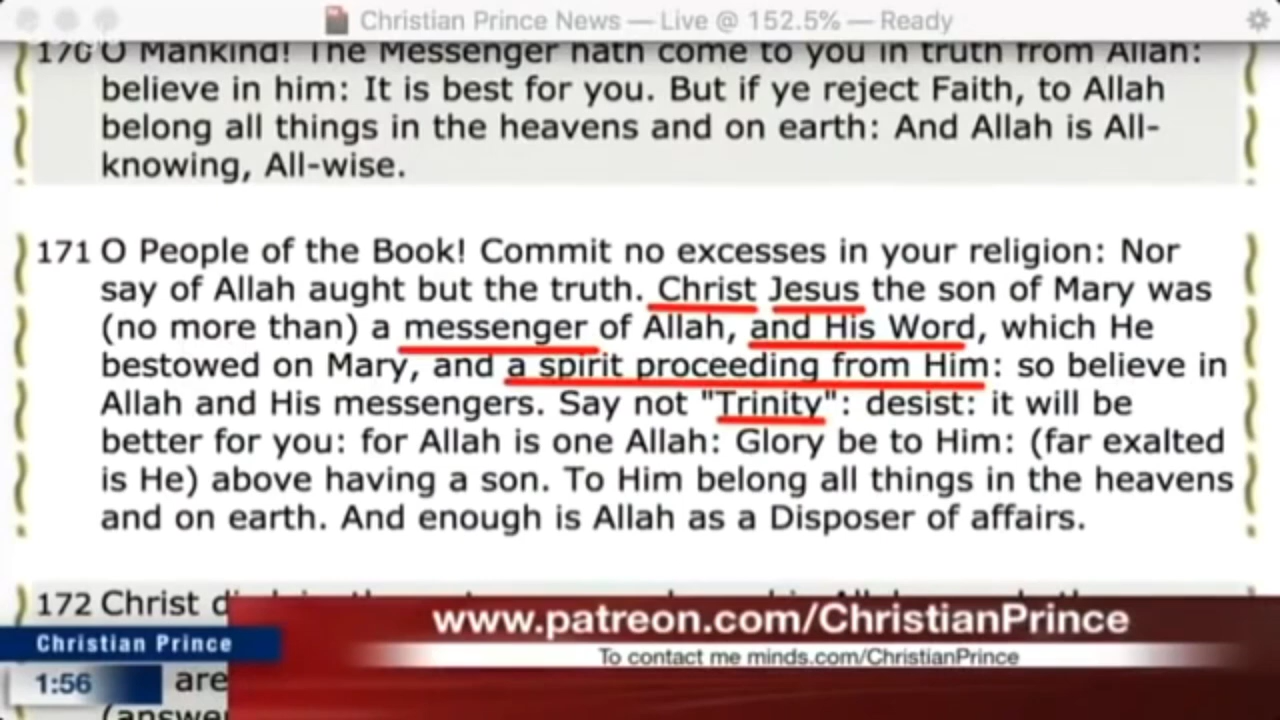 Christian Prince News — Live @ 152.5% — Ready
170 O Mankind! The Messenger hath come to you in truth from Allah:
believe in him: It is best for you. But if ye reject Faith, to Allah
belong all things in the heavens and on earth: And Allah is All-
knowing, All-wise.
171 O People of the Book! Commit no excesses in your religion: Nor
say of Allah aught but the truth. Christ Jesus the son of Mary was
(no more than) a messenger of Allah, and His Word, which He
bestowed on Mary, and a spirit proceeding from Him: so believe in
Allah and His messengers. Say not "Trinity": desist: it will be
better for you: for Allah is one Allah: Glory be to Him: (far exalted
is He) above having a son. To Him belong all things in the heavens
and on earth. And enough is Allah as a Disposer of affairs.
172 Christ
www.patreon.com/ChristianPrince
Christian Prince
To contact me minds.com/ChristianPrince
1:56
are